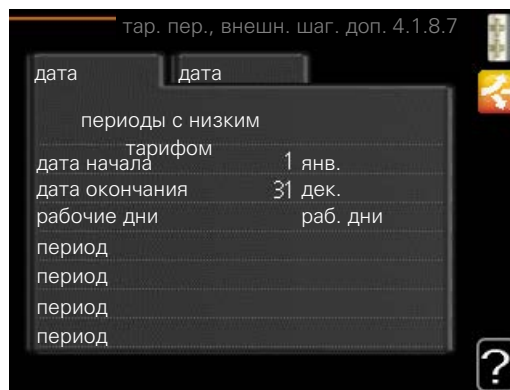 тар. пер., внешн. шаг. доп. 4.1.8.7
дата дата
периоды с низким
тарифом
дата начала 1 янв.
дата окончания 31 дек.
рабочие дни раб. дни
период
период
период
период
?